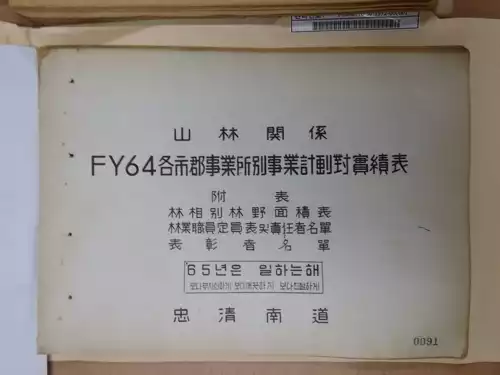 山林関係
FY64各市郡事業所別事業計劃對實績表
附表
林相別林野面積表
林業職員定員表및責任者名單
表彰者名單
'65년은 일하는해
忠清南道
0091